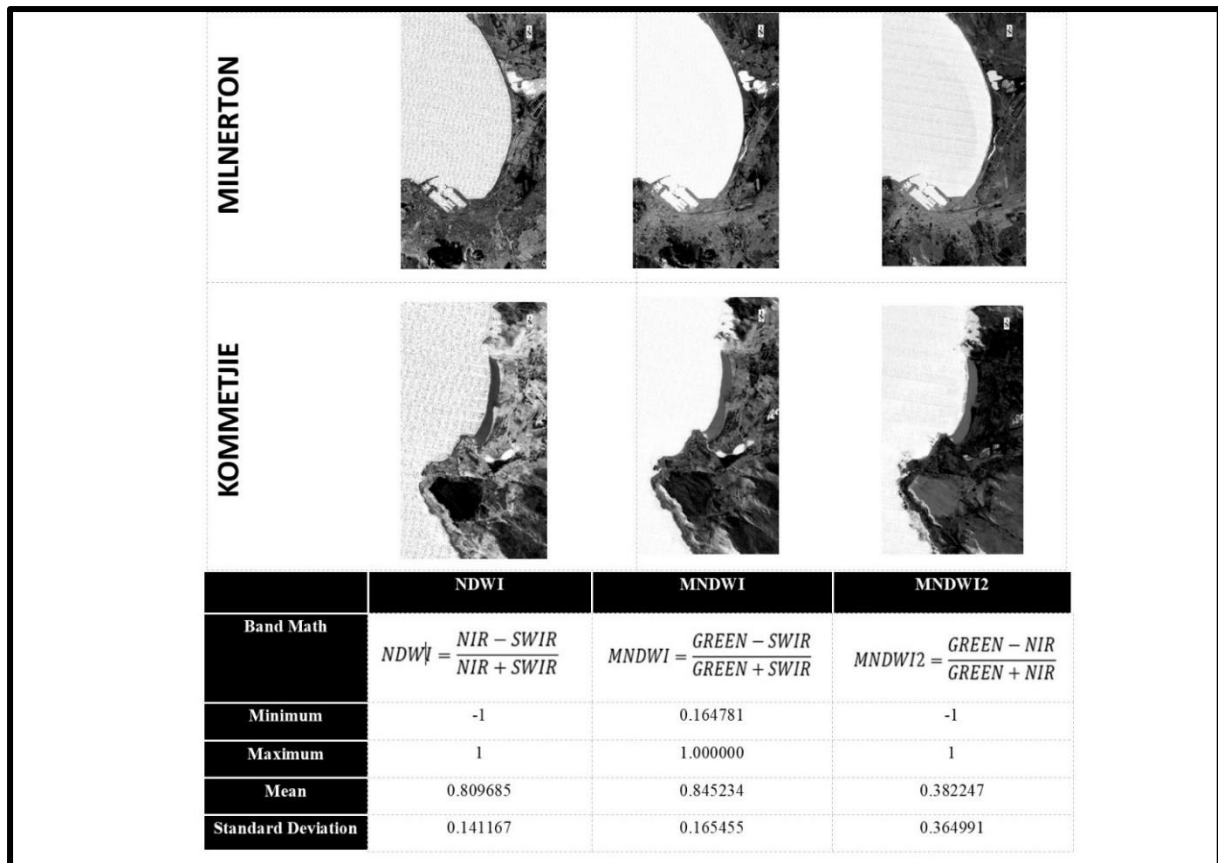 MILNERTON
KOMMETJIE
NDWI MNDWI MNDWI2
Band Math NDWI = NIR − SWIR / NIR + SWIR MNDWI = GREEN − SWIR / GREEN + SWIR MNDWI2 = GREEN − NIR / GREEN + NIR
Minimum -1 0.164781 -1
Maximum 1 1.000000 1
Mean 0.809685 0.845234 0.382247
Standard Deviation 0.141167 0.165455 0.364991